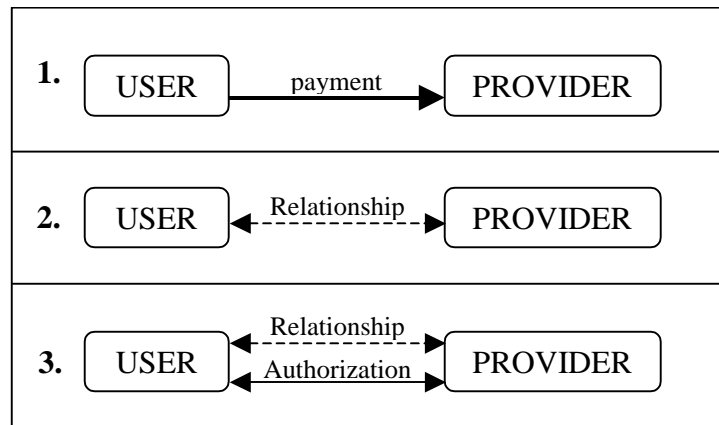 1. USER payment PROVIDER
2. USER Relationship PROVIDER
Relationship
3. USER PROVIDER
Authorization